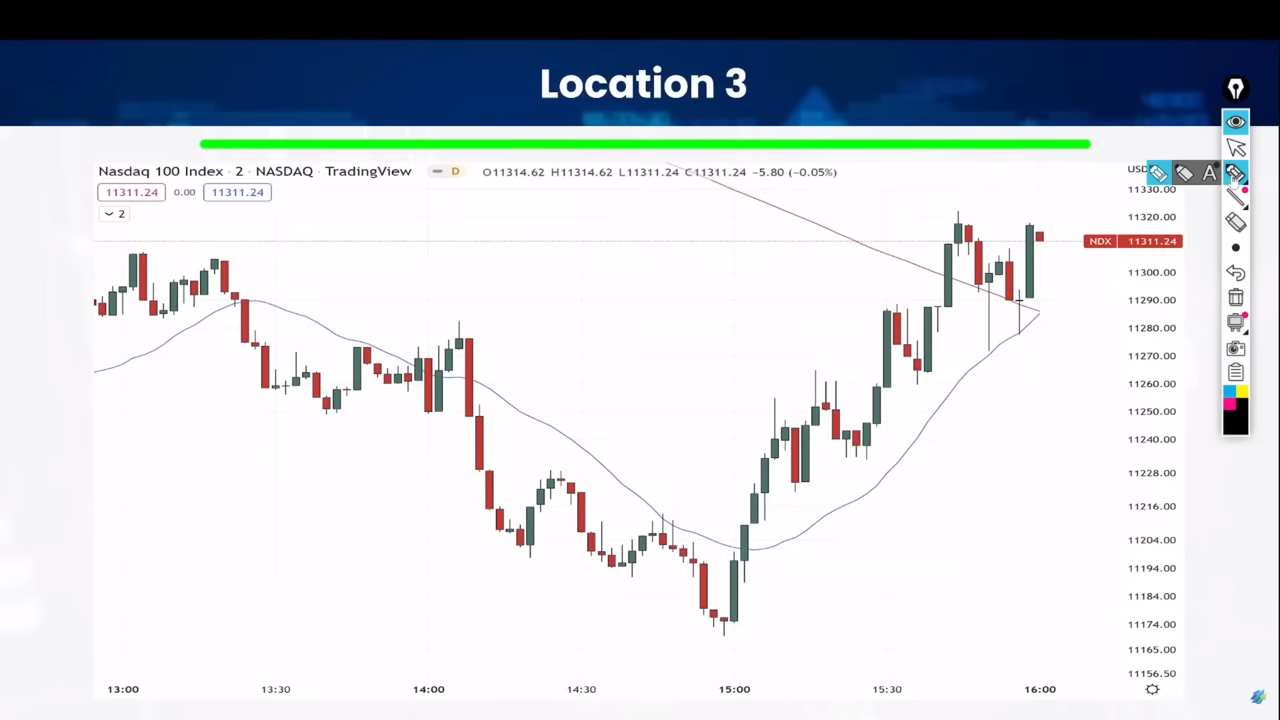 Location 3
Nasdaq 100 Index · 2 · NASDAQ · TradingView
D
O11314.62 H11314.62 L11311.24 C11311.24 −5.80 (−0.05%)
USD
11311.24 0.00 11311.24
2
A
11330.00
11320.00
NDX 11311.24
11300.00
11290.00
11280.00
11270.00
11260.00
11250.00
11240.00
11228.00
11216.00
11204.00
11194.00
11184.00
11174.00
11165.00
11156.50
13:00 13:30 14:00 14:30 15:00 15:30 16:00